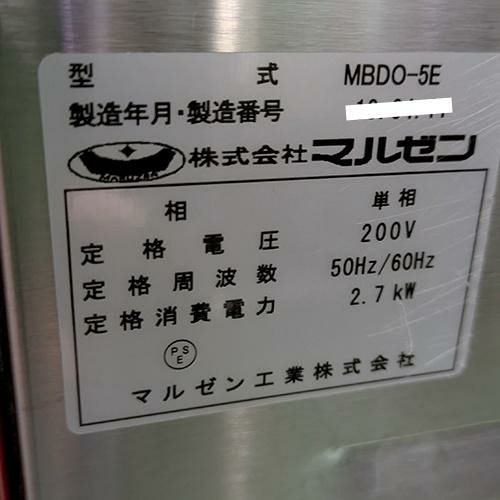 型式 MBDO-5E
製造年月・製造番号
MARUZEN 株式会社マルゼン
相 単相
定格電圧 200V
定格周波数 50Hz/60Hz
定格消費電力 2.7kW
PSE
マルゼン工業株式会社